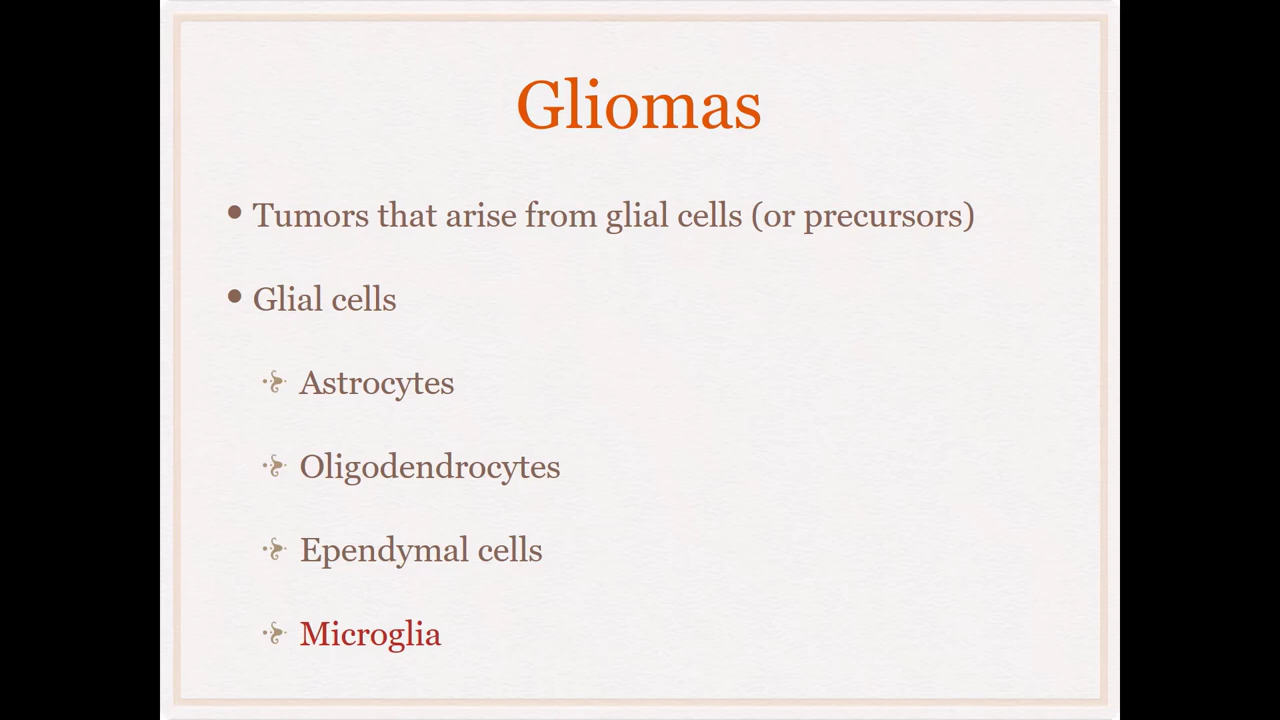 Gliomas
• Tumors that arise from glial cells (or precursors)
• Glial cells
Astrocytes
Oligodendrocytes
Ependymal cells
Microglia